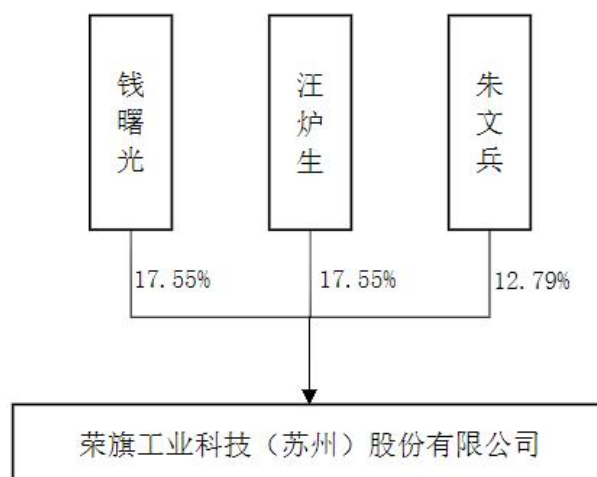 钱曙光
汪炉生
朱文兵
17.55%
17.55%
12.79%
荣旗工业科技（苏州）股份有限公司